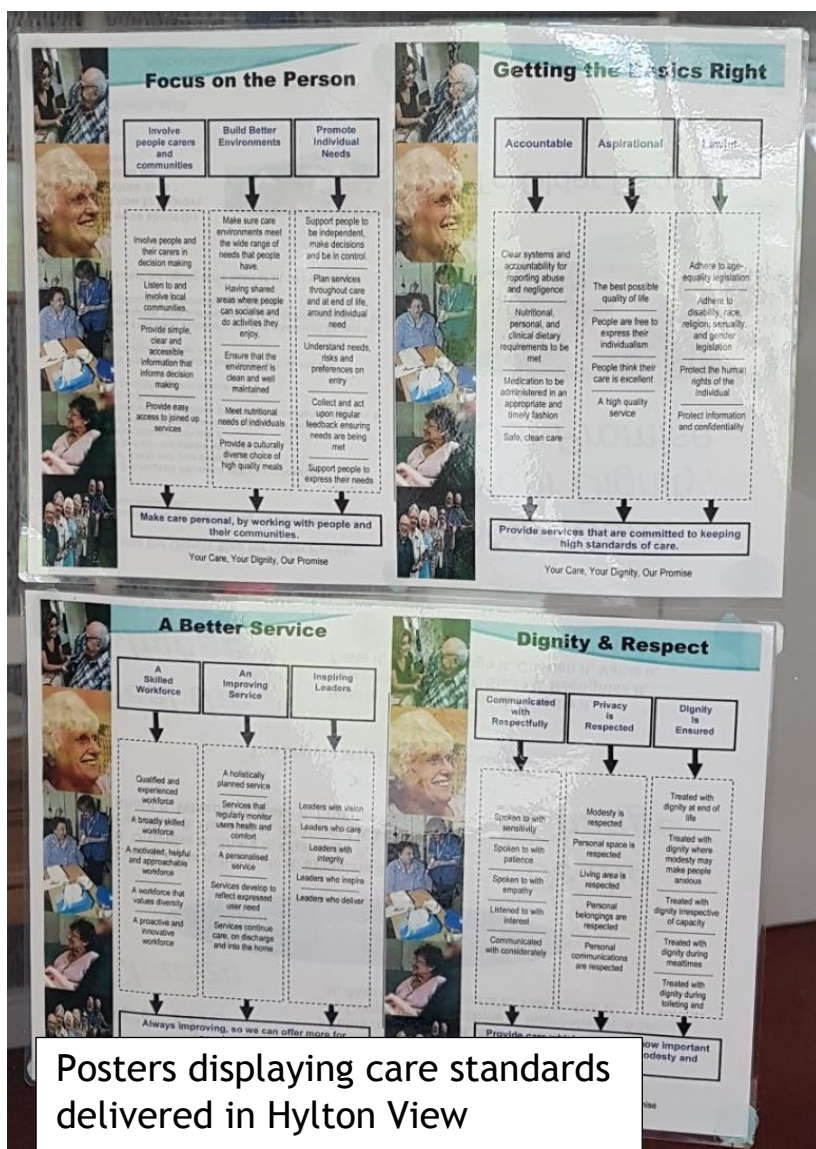 Focus on the Person
Involve
people carers
and
communities
Build Better
Environments
Promote
Individual
Needs
Involve people and
their carers in
decision making
Listen to and
involve local
communities.
Provide simple,
clear and
accessible
information that
informs decision
making
Provide easy
access to joined up
services
Make sure care
environments meet
the wide range of
needs that people
have.
Having shared
areas where people
can socialise and
do activities they
enjoy.
Ensure that the
environment is
clean and well
maintained
Meet nutritional
needs of individuals
Provide a culturally
diverse choice of
high quality meals
Support people to
be independent,
make decisions
and be in control.
Plan services
throughout care
and at end of life,
around individual
need
Understand needs,
risks and
preferences on
entry
Collect and act
upon regular
feedback ensuring
needs are being
met
Support people to
express their needs
Make care personal, by working with people and
their communities.
Your Care, Your Dignity, Our Promise
Getting the Basics Right
Accountable
Aspirational
Lawful
Clear systems and
accountability for
reporting abuse
and negligence
Nutritional,
personal, and
clinical dietary
requirements to be
met
Medication to be
administered in an
appropriate and
timely fashion
Safe, clean care
The best possible
quality of life
People are free to
express their
individualism
People think their
care is excellent
A high quality
service
Adhere to age-
equality legislation
Adhere to
disability, race,
religion, sexuality,
and gender
legislation
Protect the human
rights of the
individual
Protect information
and confidentiality
Provide services that are committed to keeping
high standards of care.
Your Care, Your Dignity, Our Promise
A Better Service
A
Skilled
Workforce
An
Improving
Service
Inspiring
Leaders
Qualified and
experienced
workforce
A broadly skilled
workforce
A motivated, helpful
and approachable
workforce
A workforce that
values diversity
A proactive and
innovative
workforce
A holistically
planned service
Services that
regularly monitor
users health and
comfort
A personalised
service
Services develop to
reflect expressed
user need
Services continue
care, on discharge
and into the home
Leaders with vision
Leaders who care
Leaders with
integrity
Leaders who inspire
Leaders who deliver
Always improving, so we can offer more for
Dignity & Respect
Communicated
with
Respectfully
Privacy
is
Respected
Dignity
is
Ensured
Spoken to with
sensitivity
Spoken to with
patience
Spoken to with
empathy
Listened to with
interest
Communicated
with considerately
Modesty is
respected
Personal space is
respected
Living area is
respected
Personal
belongings are
respected
Personal
communications
are respected
Treated with
dignity at end of
life
Treated with
dignity where
modesty may
make people
anxious
Treated with
dignity irrespective
of capacity
Treated with
dignity during
mealtimes
Treated with
dignity during
toileting and
Provide care which how important
modesty and
Posters displaying care standards
delivered in Hylton View